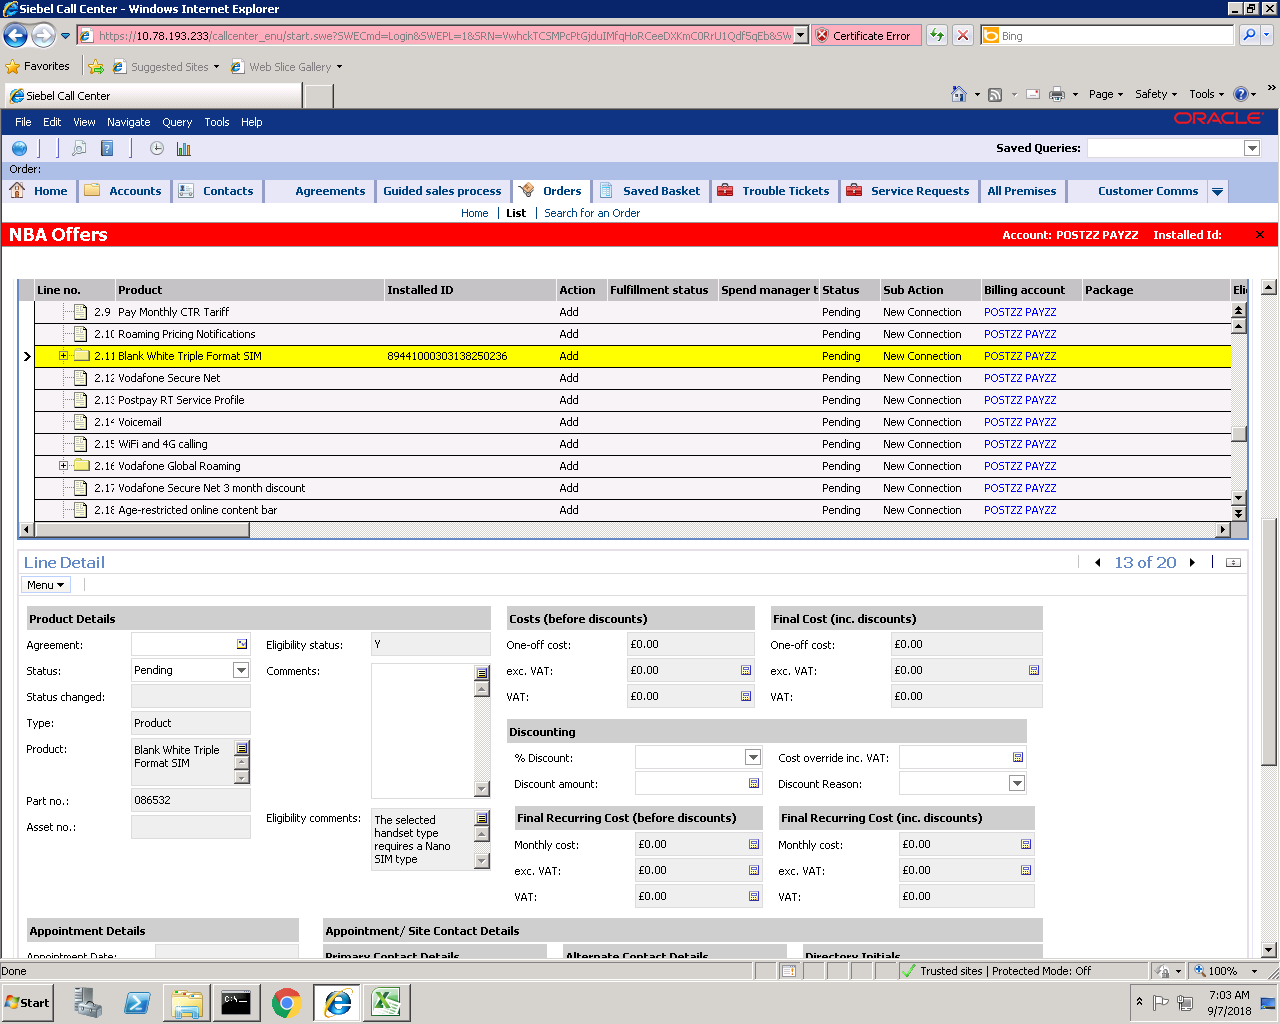 Siebel Call Center - Windows Internet Explorer
https://10.78.193.233/callcenter_enu/start.swe?SWECmd=Login&SWEPL=1&SRN=
Certificate Error
Bing
Favorites Suggested Sites Web Slice Gallery
Siebel Call Center
Page Safety Tools »
File Edit View Navigate Query Tools Help
ORACLE
Saved Queries:
Order:
Home Accounts Contacts Agreements Guided sales process Orders Saved Basket Trouble Tickets Service Requests All Premises Customer Comms
Home | List | Search for an Order
NBA Offers Account: POSTZZ PAYZZ Installed Id: ×
Line no. Product Installed ID Action Fulfillment status Spend manager t Status Sub Action Billing account Package Eli
2.9 Pay Monthly CTR Tariff Add Pending New Connection POSTZZ PAYZZ
2.10 Roaming Pricing Notifications Add Pending New Connection POSTZZ PAYZZ
2.11 Blank White Triple Format SIM 89441000303138250236 Add Pending New Connection POSTZZ PAYZZ
2.12 Vodafone Secure Net Add Pending New Connection POSTZZ PAYZZ
2.13 Postpay RT Service Profile Add Pending New Connection POSTZZ PAYZZ
2.14 Voicemail Add Pending New Connection POSTZZ PAYZZ
2.15 WiFi and 4G calling Add Pending New Connection POSTZZ PAYZZ
2.16 Vodafone Global Roaming Add Pending New Connection POSTZZ PAYZZ
2.17 Vodafone Secure Net 3 month discount Add Pending New Connection POSTZZ PAYZZ
2.18 Age-restricted online content bar Add Pending New Connection POSTZZ PAYZZ
Line Detail 13 of 20
Menu
Product Details
Agreement:
Status: Pending
Status changed:
Type: Product
Product: Blank White Triple
Format SIM
Part no.: 086532
Asset no.:
Eligibility status: Y
Comments:
Eligibility comments: The selected
handset type
requires a Nano
SIM type
Costs (before discounts)
One-off cost: £0.00
exc. VAT: £0.00
VAT: £0.00
Final Cost (inc. discounts)
One-off cost: £0.00
exc. VAT: £0.00
VAT: £0.00
Discounting
% Discount: Cost override inc. VAT:
Discount amount: Discount Reason:
Final Recurring Cost (before discounts)
Monthly cost: £0.00
exc. VAT: £0.00
VAT: £0.00
Final Recurring Cost (inc. discounts)
Monthly cost: £0.00
exc. VAT: £0.00
VAT: £0.00
Appointment Details
Appointment Date:
Appointment/ Site Contact Details
Primary Contact Details Alternate Contact Details Directory Initials
Done Trusted sites | Protected Mode: Off 100%
Start
7:03 AM
9/7/2018